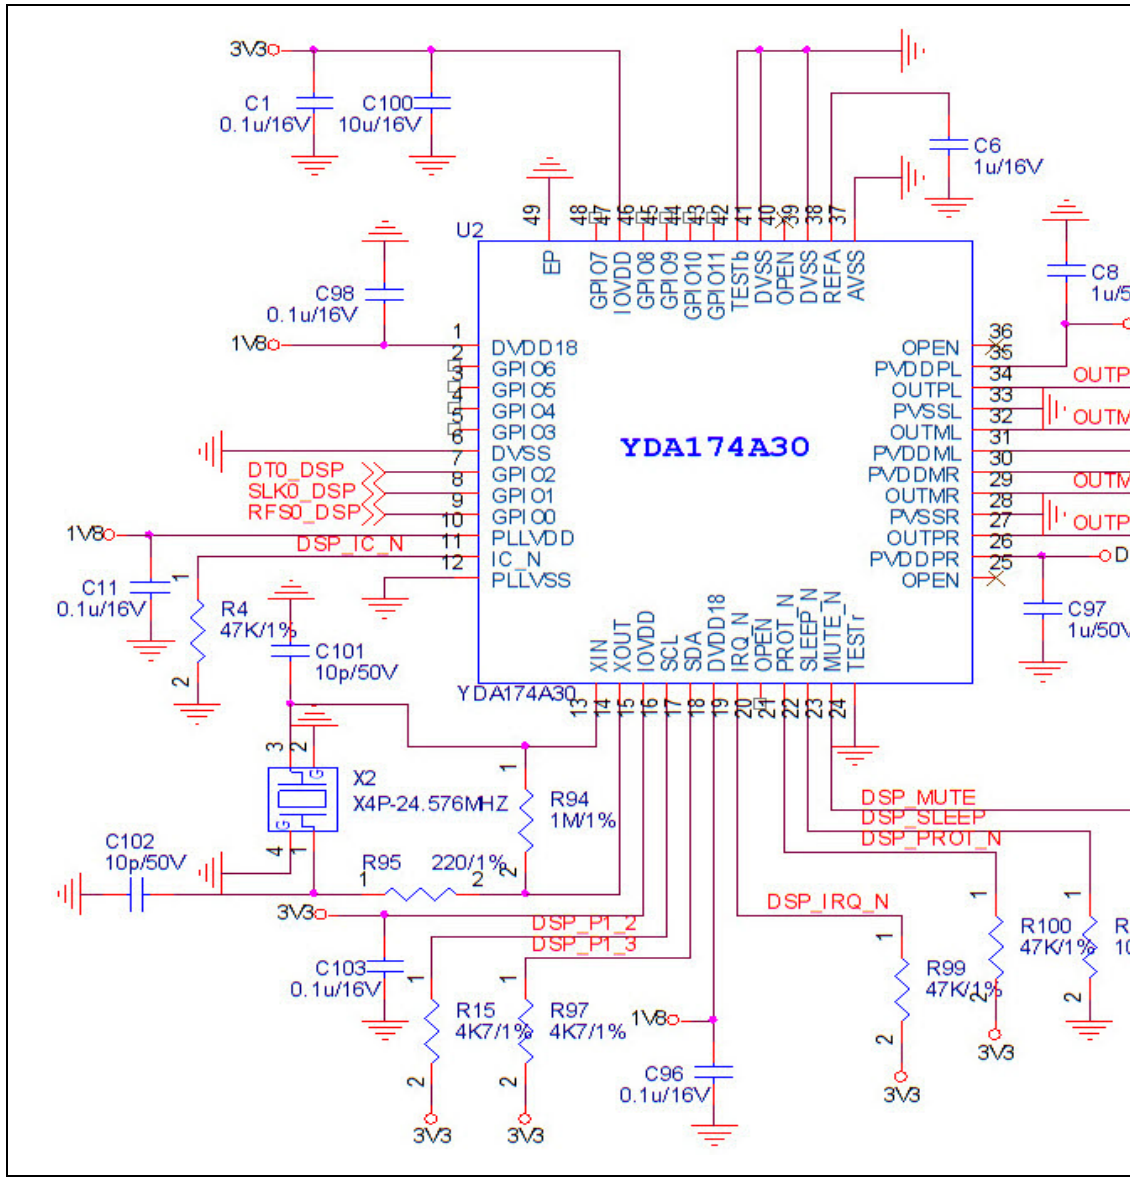 3V3
C1
0.1u/16V
C100
10u/16V
C6
1u/16V
49
48
47
46
45
44
43
42
41
40
39
38
37
U2
EP
GPIO7
IOVDD
GPIO8
GPIO9
GPIO10
GPIO11
TESTb
DVSS
OPEN
DVSS
REFA
AVSS
C98
0.1u/16V
1V8
C8
1u/5
1 DVDD18
2 GPIO6
3 GPIO5
4 GPIO4
5 GPIO3
6 DVSS
7 GPIO2
8 GPIO1
9 GPIO0
10 PLLVDD
11 IC_N
12 PLLVSS
DT0_DSP
SLK0_DSP
RFS0_DSP
1V8
DSP_IC_N
YDA174A30
OPEN 36
PVDDPL 35
OUTPL 34
PVSSL 33
OUTML 32
PVDDML 31
PVDDMR 30
OUTMR 29
PVSSR 28
OUTPR 27
PVDDPR 26
OPEN 25
OUTP
OUTM
OUTM
OUTP
D
C11
0.1u/16V
1
R4
47K/1%
2
C101
10p/50V
C97
1u/50V
XIN
XOUT
IOVDD
SCL
SDA
DVDD18
IRQ_N
OPEN
PROT_N
SLEEP_N
MUTE_N
TESTr
YDA174A30
13
14
15
16
17
18
19
20
21
22
23
24
3
2
X2
X4P-24.576MHZ
4
1
1
R94
1M/1%
2
C102
10p/50V
R95
220/1%
1
2
3V3
DSP_MUTE
DSP_SLEEP
DSP_PROT_N
DSP_IRQ_N
DSP_P1_2
DSP_P1_3
C103
0.1u/16V
1
R15
4K7/1%
2
3V3
1
R97
4K7/1%
2
3V3
1V8
C96
0.1u/16V
1
R99
47K/1%
2
3V3
1
R100
47K/1%
2
3V3
1
R
10
2